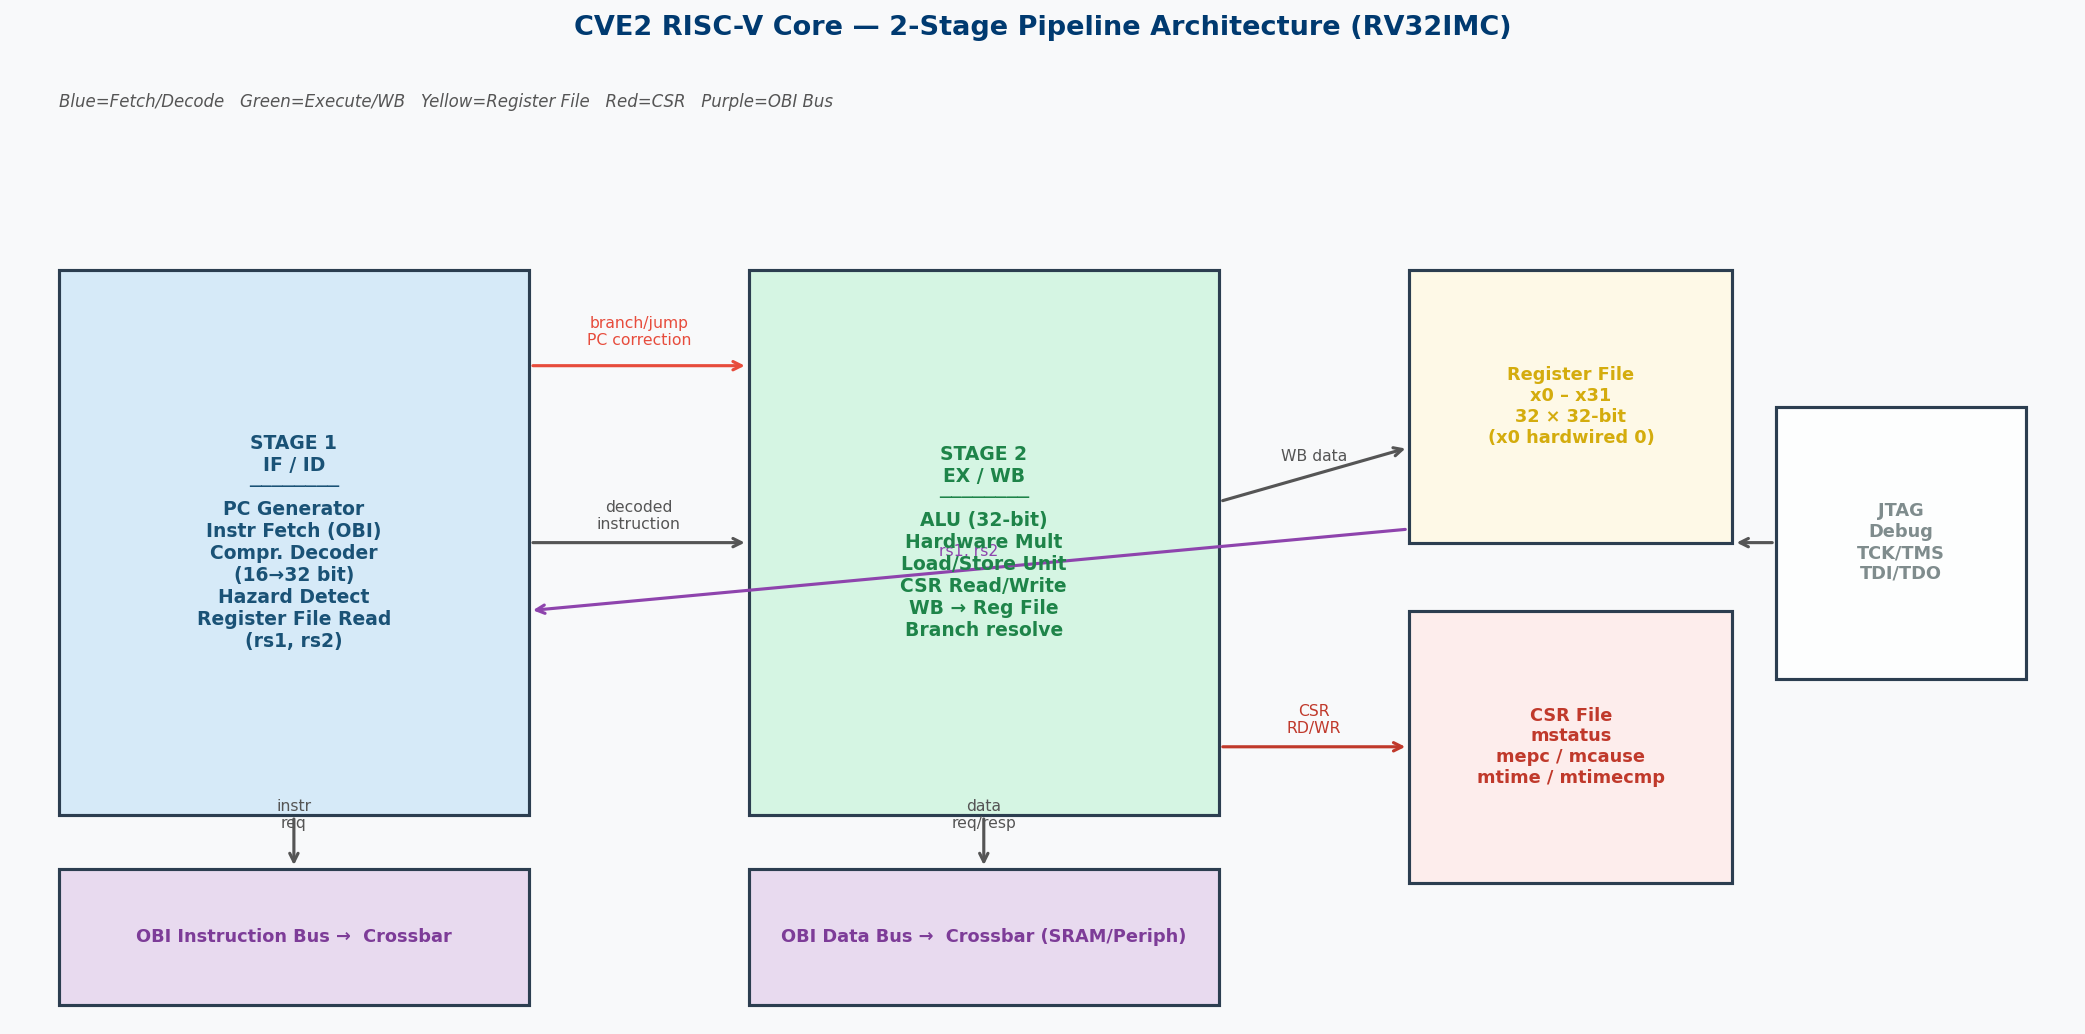 CVE2 RISC-V Core — 2-Stage Pipeline Architecture (RV32IMC)
Blue=Fetch/Decode   Green=Execute/WB   Yellow=Register File   Red=CSR   Purple=OBI Bus
STAGE 1
IF / ID
─────────
PC Generator
Instr Fetch (OBI)
Compr. Decoder
(16→32 bit)
Hazard Detect
Register File Read
(rs1, rs2)
branch/jump
PC correction
decoded
instruction
STAGE 2
EX / WB
─────────
ALU (32-bit)
Hardware Mult
Load/Store Unit
CSR Read/Write
WB → Reg File
Branch resolve
rs1, rs2
WB data
Register File
x0 – x31
32 × 32-bit
(x0 hardwired 0)
JTAG
Debug
TCK/TMS
TDI/TDO
CSR
RD/WR
CSR File
mstatus
mepc / mcause
mtime / mtimecmp
instr
req
data
req/resp
OBI Instruction Bus →  Crossbar
OBI Data Bus →  Crossbar (SRAM/Periph)